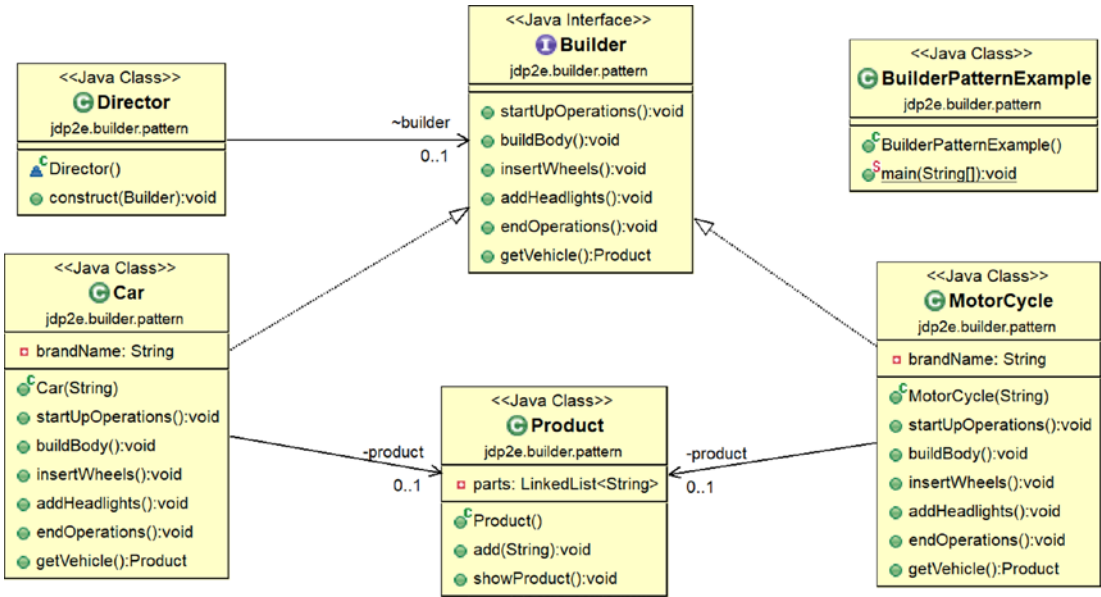 <<Java Interface>>
I Builder
jdp2e.builder.pattern
startUpOperations():void
buildBody():void
insertWheels():void
addHeadlights():void
endOperations():void
getVehicle():Product
<<Java Class>>
C Director
jdp2e.builder.pattern
C Director()
construct(Builder):void
~builder
0..1
<<Java Class>>
C BuilderPatternExample
jdp2e.builder.pattern
C BuilderPatternExample()
S main(String[]):void
<<Java Class>>
C Car
jdp2e.builder.pattern
brandName: String
C Car(String)
startUpOperations():void
buildBody():void
insertWheels():void
addHeadlights():void
endOperations():void
getVehicle():Product
-product
0..1
<<Java Class>>
C Product
jdp2e.builder.pattern
parts: LinkedList<String>
C Product()
add(String):void
showProduct():void
-product
0..1
<<Java Class>>
C MotorCycle
jdp2e.builder.pattern
brandName: String
C MotorCycle(String)
startUpOperations():void
buildBody():void
insertWheels():void
addHeadlights():void
endOperations():void
getVehicle():Product